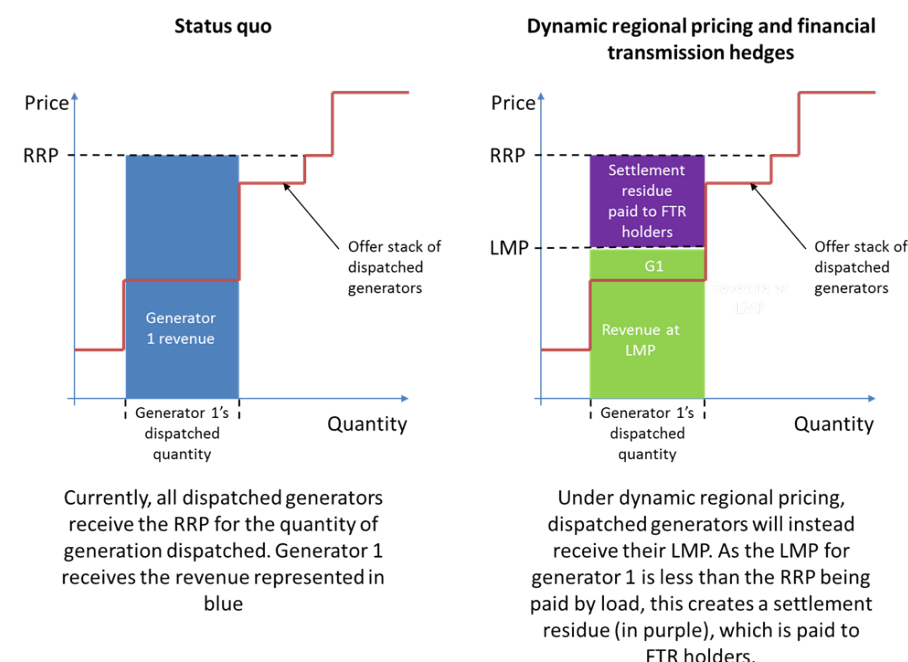 Status quo
Price
RRP
Generator
1 revenue
Offer stack of
dispatched
generators
Generator 1's
dispatched
quantity
Quantity
Currently, all dispatched generators
receive the RRP for the quantity of
generation dispatched. Generator 1
receives the revenue represented in
blue
Dynamic regional pricing and financial
transmission hedges
Price
RRP
Settlement
residue
paid to FTR
holders
LMP
G1
Revenue at
LMP
Offer stack of
dispatched
generators
Revenue at
LMP
Generator 1's
dispatched
quantity
Quantity
Under dynamic regional pricing,
dispatched generators will instead
receive their LMP. As the LMP for
generator 1 is less than the RRP being
paid by load, this creates a settlement
residue (in purple), which is paid to
FTR holders.